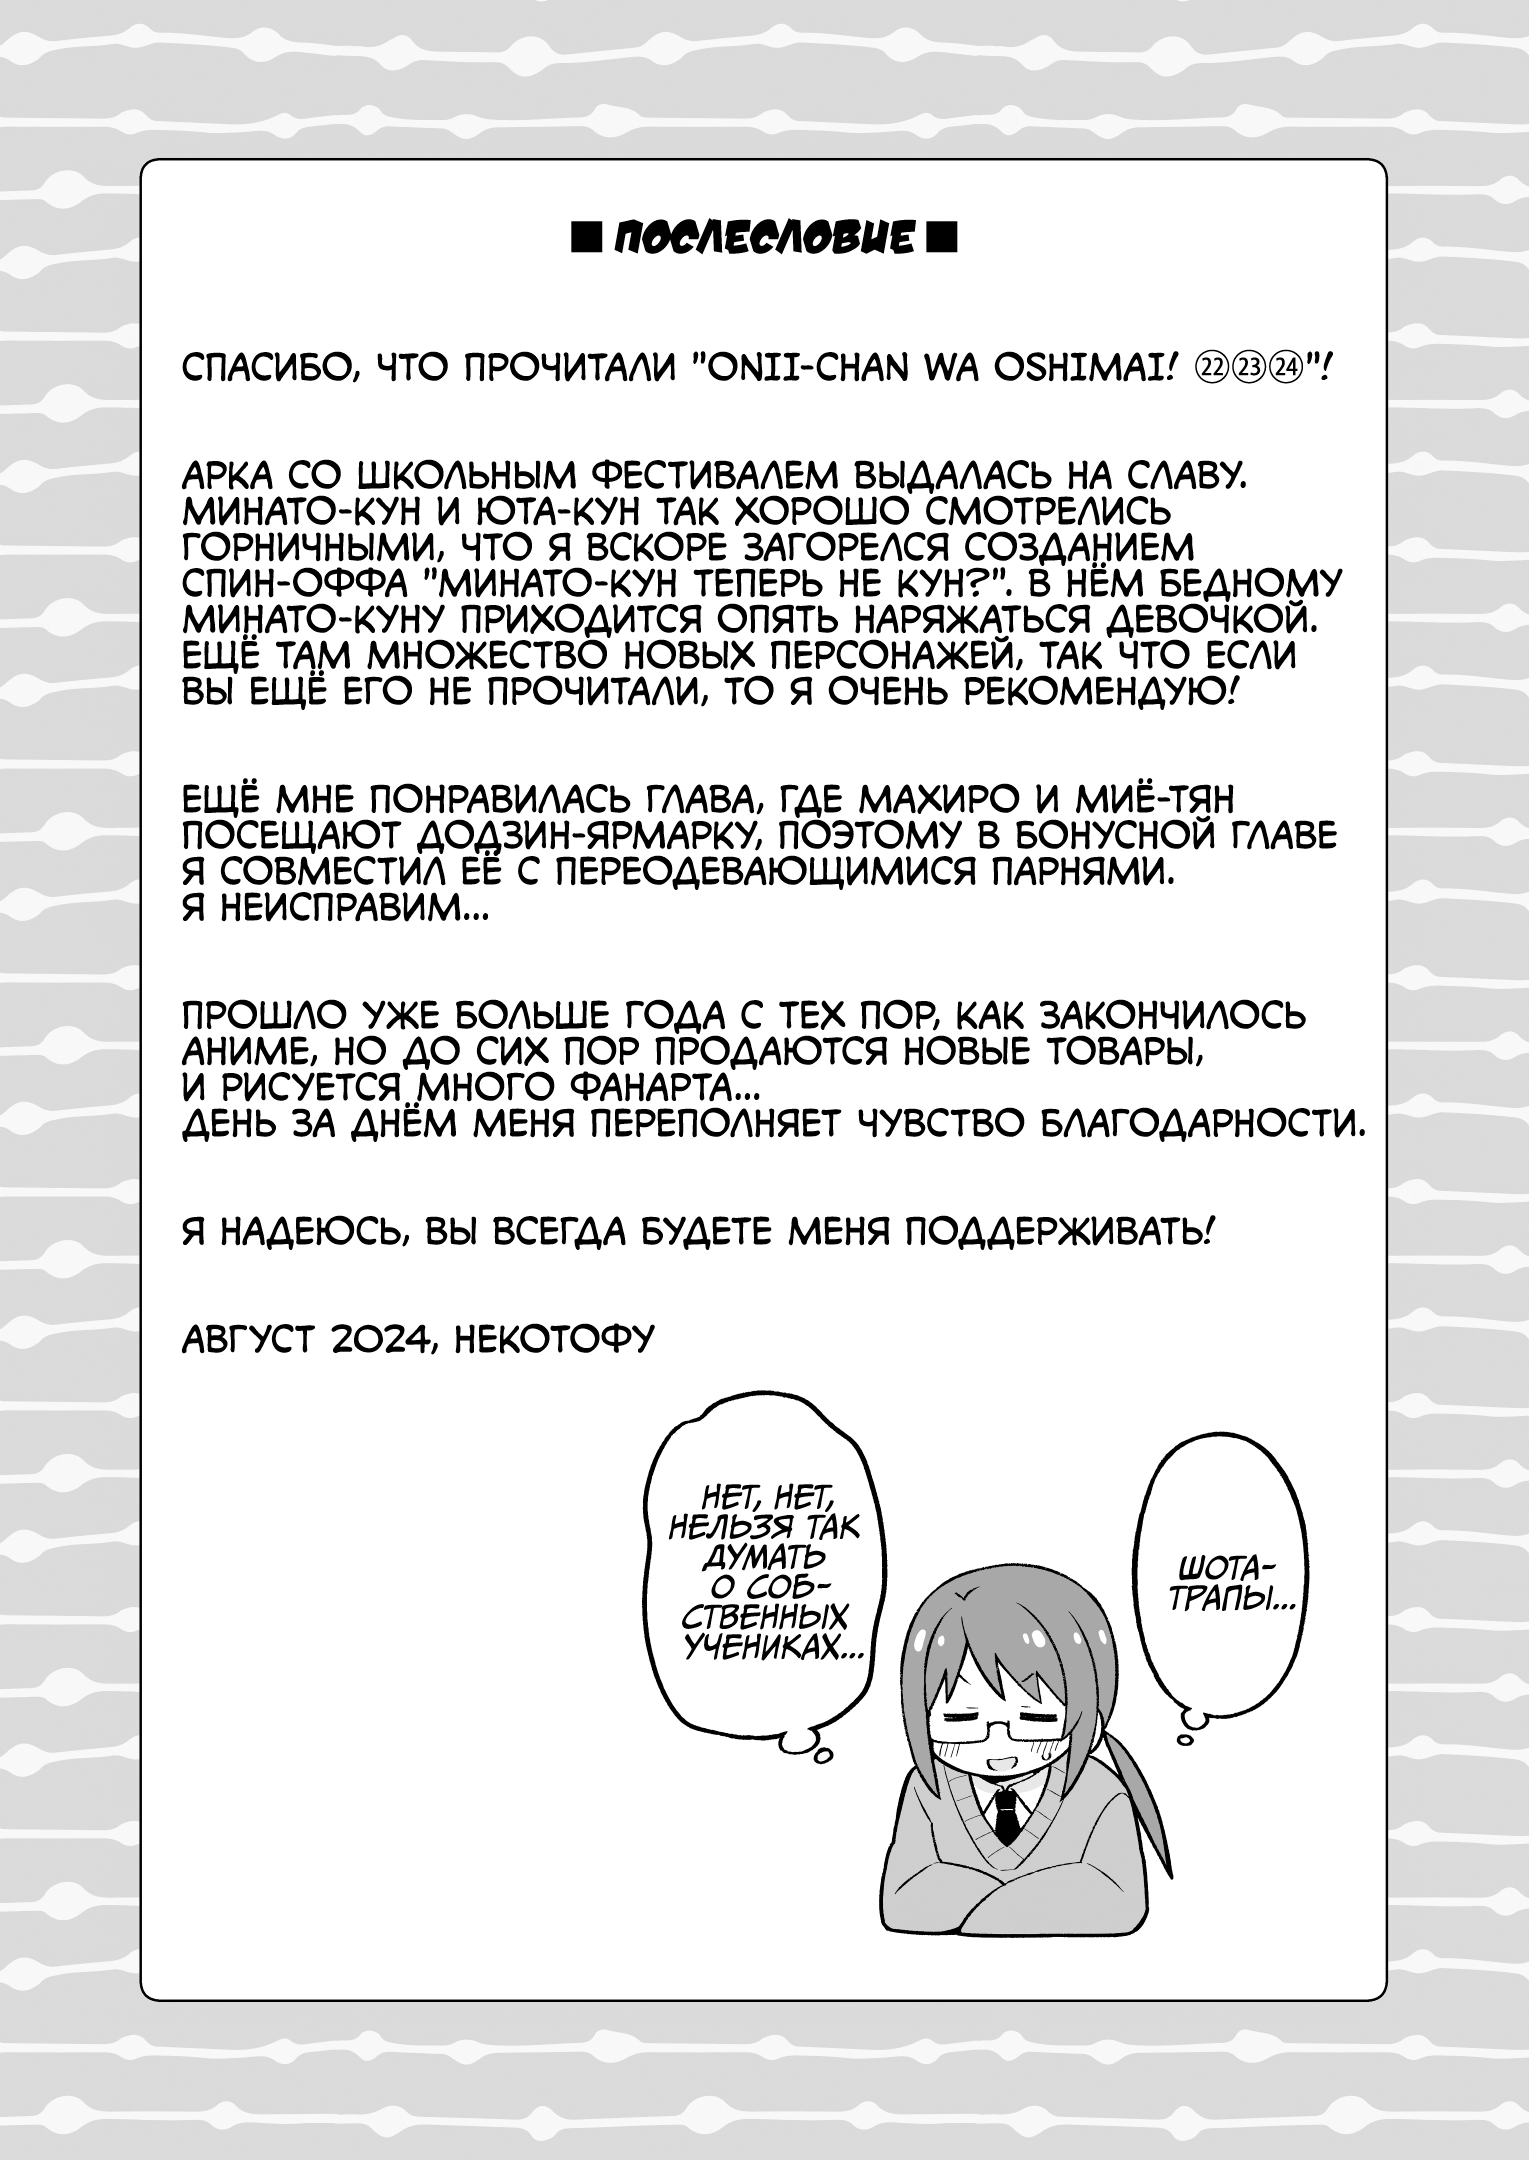 ■ ПОСЛЕСЛОВИЕ ■
СПАСИБО, ЧТО ПРОЧИТАЛИ "ONII-CHAN WA OSHIMAI! ㉒㉓㉔"!
АРКА СО ШКОЛЬНЫМ ФЕСТИВАЛЕМ ВЫДАЛАСЬ НА СЛАВУ.
МИНАТО-КУН И ЮТА-КУН ТАК ХОРОШО СМОТРЕЛИСЬ
ГОРНИЧНЫМИ, ЧТО Я ВСКОРЕ ЗАГОРЕЛСЯ СОЗДАНИЕМ
СПИН-ОФФА "МИНАТО-КУН ТЕПЕРЬ НЕ КУН?". В НЁМ БЕДНОМУ
МИНАТО-КУНУ ПРИХОДИТСЯ ОПЯТЬ НАРЯЖАТЬСЯ ДЕВОЧКОЙ.
ЕЩЁ ТАМ МНОЖЕСТВО НОВЫХ ПЕРСОНАЖЕЙ, ТАК ЧТО ЕСЛИ
ВЫ ЕЩЁ ЕГО НЕ ПРОЧИТАЛИ, ТО Я ОЧЕНЬ РЕКОМЕНДУЮ!
ЕЩЁ МНЕ ПОНРАВИЛАСЬ ГЛАВА, ГДЕ МАХИРО И МИЁ-ТЯН
ПОСЕЩАЮТ ДОДЗИН-ЯРМАРКУ, ПОЭТОМУ В БОНУСНОЙ ГЛАВЕ
Я СОВМЕСТИЛ ЕЁ С ПЕРЕОДЕВАЮЩИМИСЯ ПАРНЯМИ.
Я НЕИСПРАВИМ...
ПРОШЛО УЖЕ БОЛЬШЕ ГОДА С ТЕХ ПОР, КАК ЗАКОНЧИЛОСЬ
АНИМЕ, НО ДО СИХ ПОР ПРОДАЮТСЯ НОВЫЕ ТОВАРЫ,
И РИСУЕТСЯ МНОГО ФАНАРТА...
ДЕНЬ ЗА ДНЁМ МЕНЯ ПЕРЕПОЛНЯЕТ ЧУВСТВО БЛАГОДАРНОСТИ.
Я НАДЕЮСЬ, ВЫ ВСЕГДА БУДЕТЕ МЕНЯ ПОДДЕРЖИВАТЬ!
АВГУСТ 2024, НЕКОТОФУ
ШОТА-
ТРАПЫ...
НЕТ, НЕТ,
НЕЛЬЗЯ ТАК
ДУМАТЬ
О СОБ-
СТВЕННЫХ
УЧЕНИКАХ...